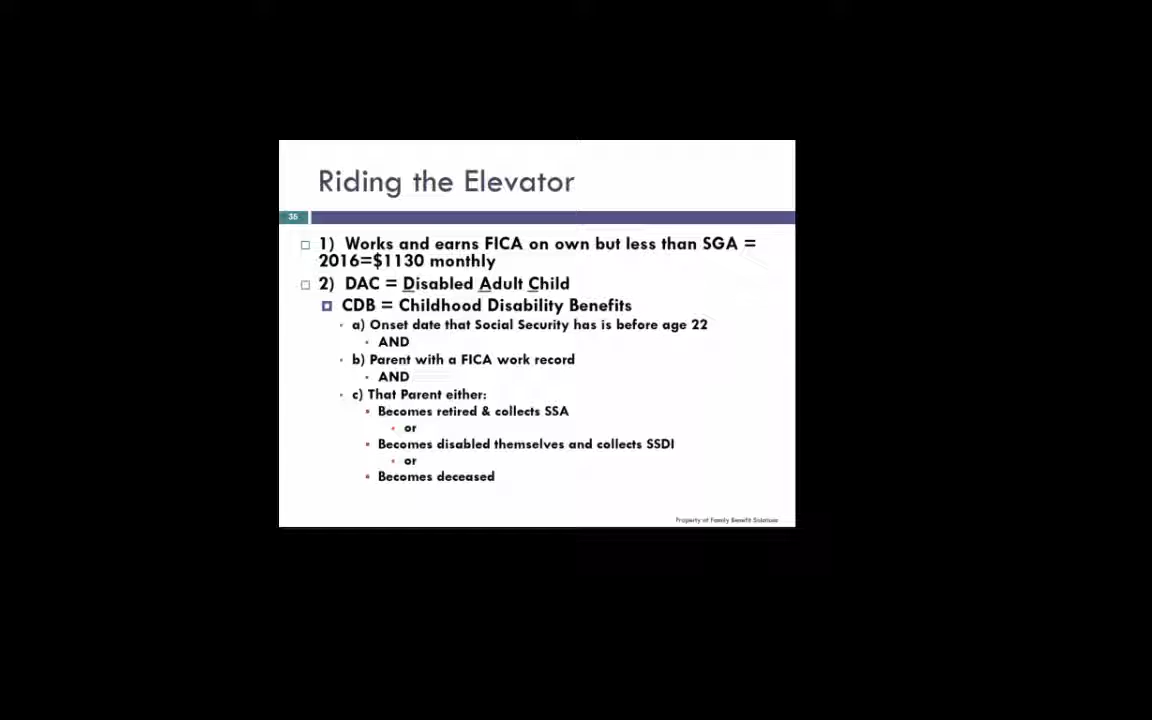 Riding the Elevator
35
1) Works and earns FICA on own but less than SGA =
2016=$1130 monthly
2) DAC = Disabled Adult Child
CDB = Childhood Disability Benefits
a) Onset date that Social Security has is before age 22
AND
b) Parent with a FICA work record
AND
c) That Parent either:
Becomes retired & collects SSA
or
Becomes disabled themselves and collects SSDI
or
Becomes deceased
Property of Family Benefit Solutions